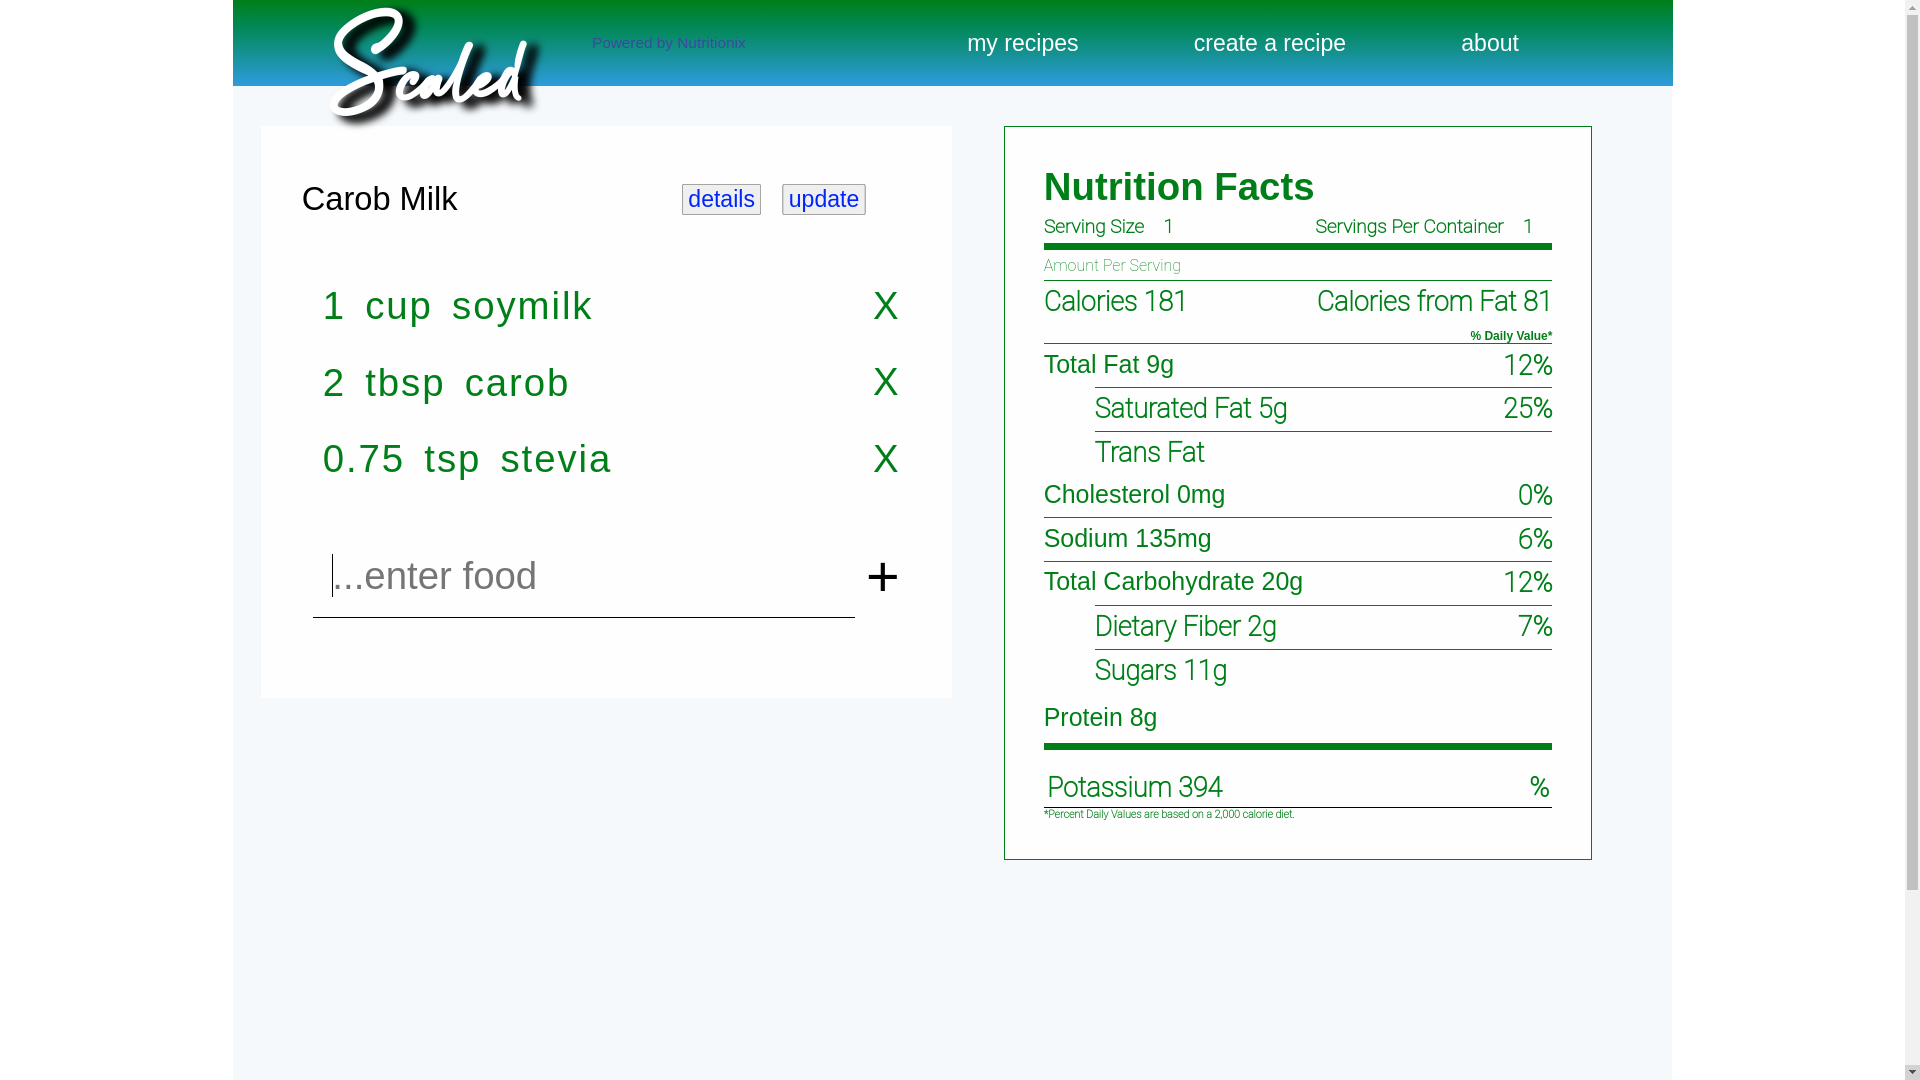 Scaled
Powered by Nutritionix
my recipes
create a recipe
about
Carob Milk
details
update
1 cup soymilk
X
2 tbsp carob
X
0.75 tsp stevia
X
...enter food
+
Nutrition Facts
Serving Size 1
Servings Per Container 1
Amount Per Serving
Calories 181
Calories from Fat 81
% Daily Value*
Total Fat 9g
12%
Saturated Fat 5g
25%
Trans Fat
Cholesterol 0mg
0%
Sodium 135mg
6%
Total Carbohydrate 20g
12%
Dietary Fiber 2g
7%
Sugars 11g
Protein 8g
Potassium 394
%
*Percent Daily Values are based on a 2,000 calorie diet.